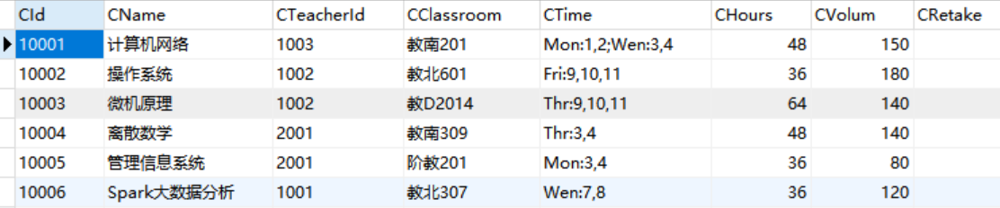 CId CName CTeacherId CClassroom CTime CHours CVolum CRetake
10001 计算机网络 1003 教南201 Mon:1,2;Wen:3,4 48 150
10002 操作系统 1002 教北601 Fri:9,10,11 36 180
10003 微机原理 1002 教D2014 Thr:9,10,11 64 140
10004 离散数学 2001 教南309 Thr:3,4 48 140
10005 管理信息系统 2001 阶教201 Mon:3,4 36 80
10006 Spark大数据分析 1001 教北307 Wen:7,8 36 120